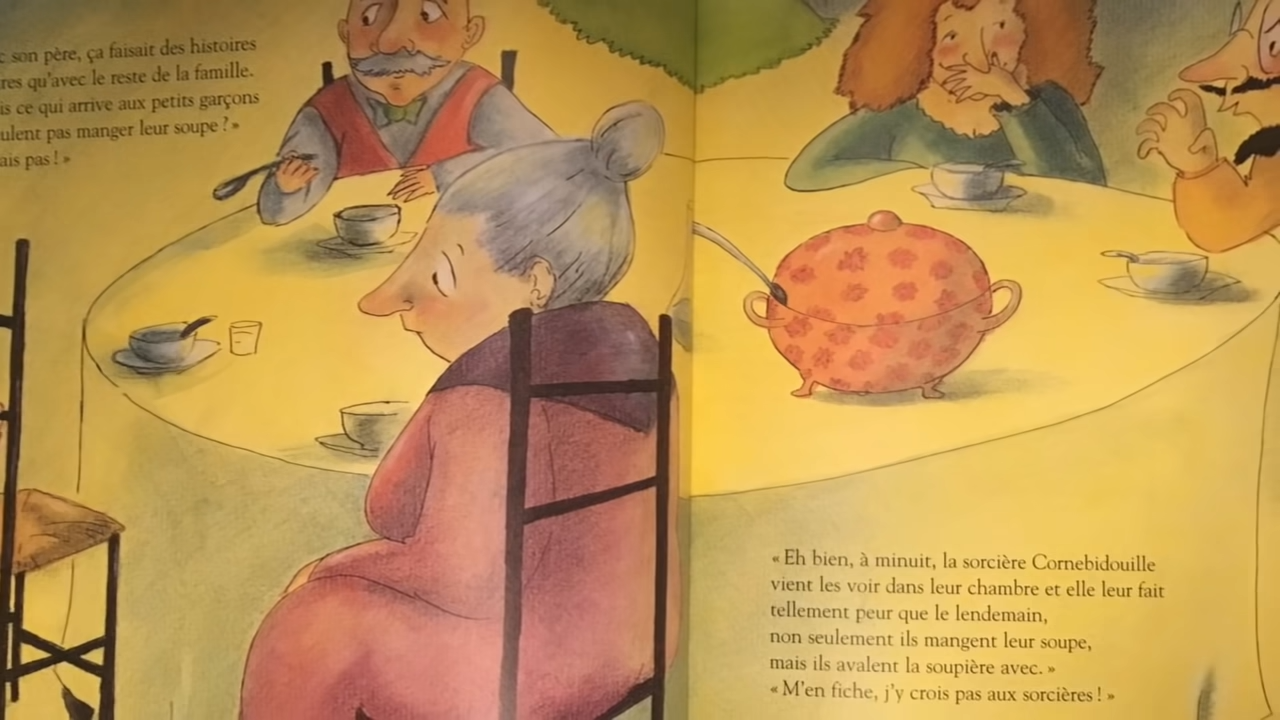 son père, ça faisait des histoires
qu'avec le reste de la famille.
ce qui arrive aux petits garçons
pas manger leur soupe ? »
pas ! »
« Eh bien, à minuit, la sorcière Cornebidouille
vient les voir dans leur chambre et elle leur fait
tellement peur que le lendemain,
non seulement ils mangent leur soupe,
mais ils avalent la soupière avec. »
« M'en fiche, j'y crois pas aux sorcières ! »